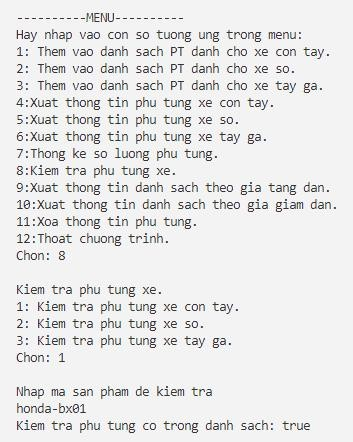 ----------MENU----------
Hay nhap vao con so tuong ung trong menu:
1: Them vao danh sach PT danh cho xe con tay.
2: Them vao danh sach PT danh cho xe so.
3: Them vao danh sach PT danh cho xe tay ga.
4:Xuat thong tin phu tung xe con tay.
5:Xuat thong tin phu tung xe so.
6:Xuat thong tin phu tung xe tay ga.
7:Thong ke so luong phu tung.
8:Kiem tra phu tung xe.
9:Xuat thong tin danh sach theo gia tang dan.
10:Xuat thong tin danh sach theo gia giam dan.
11:Xoa thong tin phu tung.
12:Thoat chuong trinh.
Chon: 8
Kiem tra phu tung xe.
1: Kiem tra phu tung xe con tay.
2: Kiem tra phu tung xe so.
3: Kiem tra phu tung xe tay ga.
Chon: 1
Nhap ma san pham de kiem tra
honda-bx01
Kiem tra phu tung co trong danh sach: true